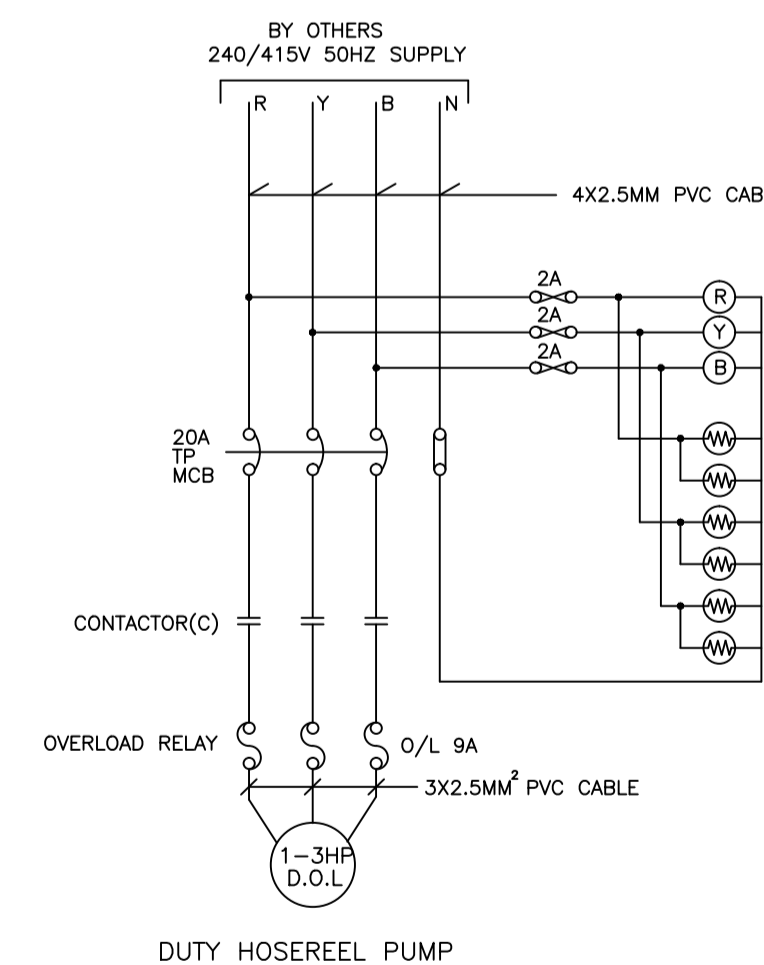 BY OTHERS
240/415V 50HZ SUPPLY
R Y B N
4X2.5MM PVC CAB
2A
R
2A
Y
2A
B
20A
TP
MCB
CONTACTOR(C)
OVERLOAD RELAY
O/L 9A
3X2.5MM² PVC CABLE
1-3HP
D.O.L
DUTY HOSEREEL PUMP